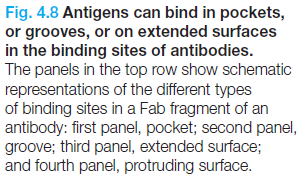 Fig. 4.8 Antigens can bind in pockets,
or grooves, or on extended surfaces
in the binding sites of antibodies.
The panels in the top row show schematic
representations of the different types
of binding sites in a Fab fragment of an
antibody: first panel, pocket; second panel,
groove; third panel, extended surface;
and fourth panel, protruding surface.